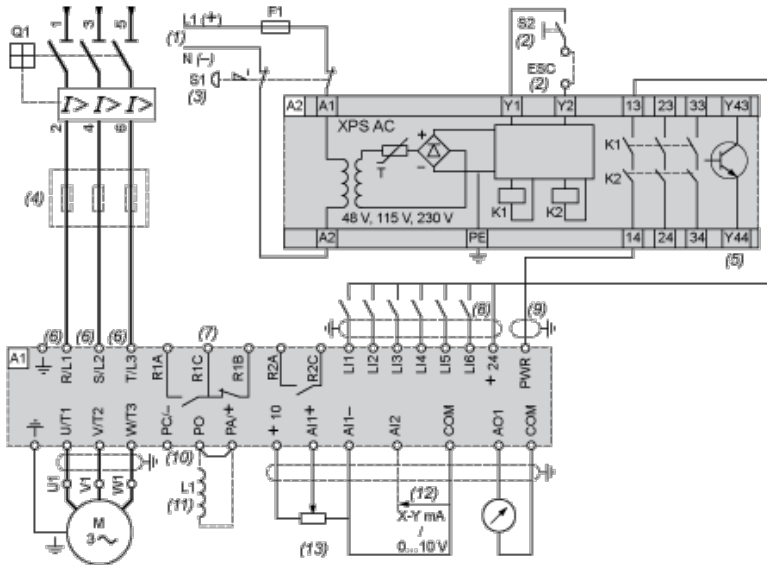 1 3 5
Q1
I> I> I>
2 4 6
(4)
L1 (+) F1
(1)
N (–)
S1
(3)
S2
(2)
ESC
(2)
A2 A1 Y1 Y2 13 23 33 Y43
XPS AC
+
T
–
K1
K2
48 V, 115 V, 230 V K1 K2
A2 PE 14 24 34 Y44
(5)
(6) (6) (6) (7) (8) (9)
A1
R/L1 S/L2 T/L3 R1A R1C R1B R2A R2C LI1 LI2 LI3 LI4 LI5 LI6 + 24 PWR
U/T1 V/T2 W/T3 PC/– PO PA/+ + 10 AI1+ AI1– AI2 COM AO1 COM
(10)
U1 V1 W1
L1
(11)
(12)
X-Y mA
/
0...10 V
(13)
M
3 ~